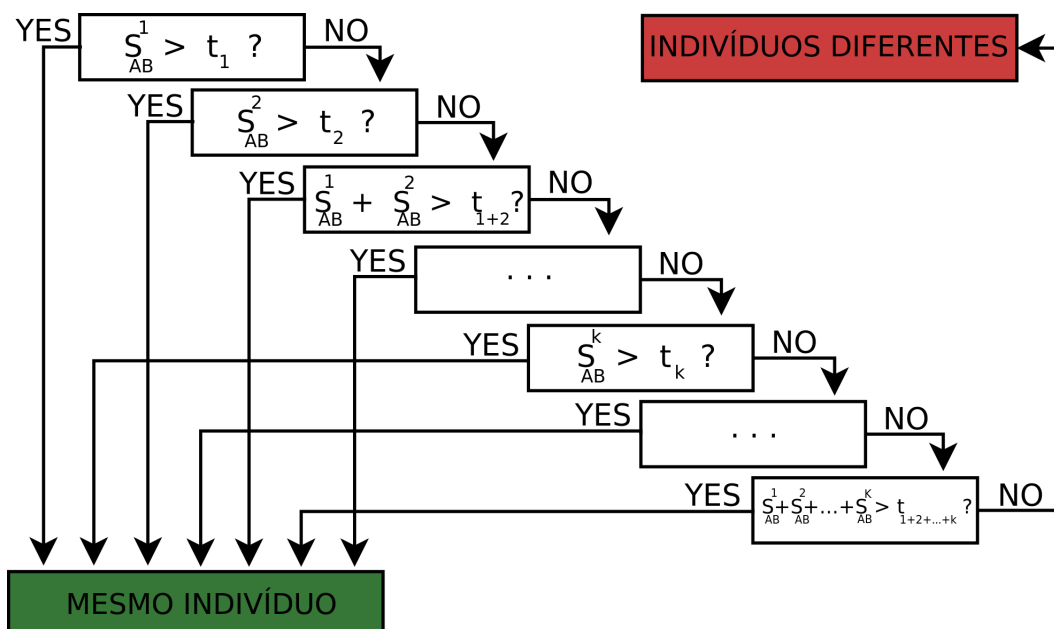 YES
S¹AB > t1 ?
NO
INDIVÍDUOS DIFERENTES
YES
S²AB > t2 ?
NO
YES
S¹AB + S²AB > t1+2?
NO
YES
. . .
NO
YES
SᵏAB > tk ?
NO
YES
. . .
NO
YES
S¹AB+S²AB+...+SᴷAB > t1+2+...+k ?
NO
MESMO INDIVÍDUO